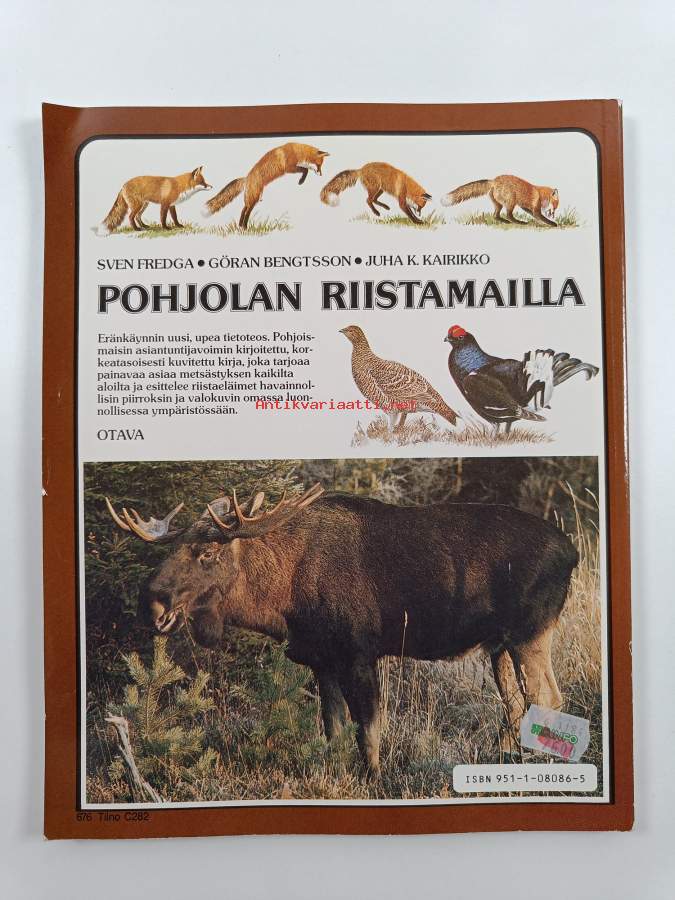 SVEN FREDGA ● GÖRAN BENGTSSON ● JUHA K. KAIRIKKO
POHJOLAN RIISTAMAILLA
Eränkäynnin uusi, upea tietoteos. Pohjois-
maisin asiantuntijavoimin kirjoitettu, kor-
keatasoisesti kuvitettu kirja, joka tarjoaa
painavaa asiaa metsästyksen kaikilta
aloilta ja esittelee riistaeläimet havainnol-
lisin piirroksin ja valokuvin omassa luon-
nollisessa ympäristössään.
Antikvariaatti.net
OTAVA
ISBN 951-1-08086-5
676 Tilno C282